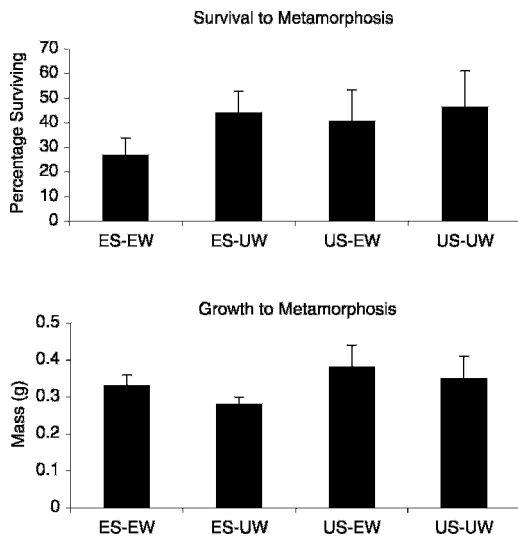 Survival to Metamorphosis
Percentage Surviving
70
60
50
40
30
20
10
0
ES-EW ES-UW US-EW US-UW
Growth to Metamorphosis
Mass (g)
0.5
0.4
0.3
0.2
0.1
0
ES-EW ES-UW US-EW US-UW